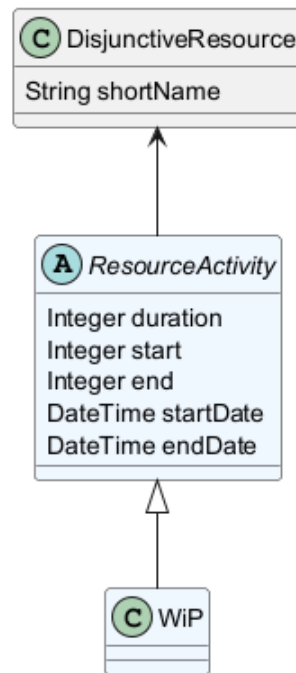 C DisjunctiveResource
String shortName
A ResourceActivity
Integer duration
Integer start
Integer end
DateTime startDate
DateTime endDate
C WiP